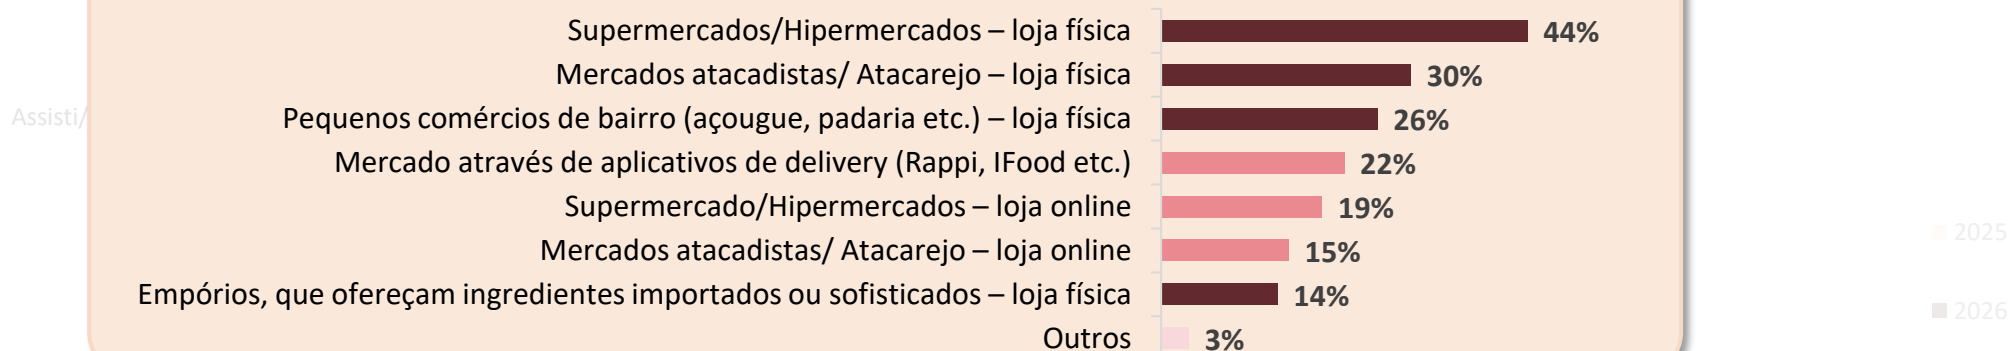 Supermercados/Hipermercados – loja física 44%
Mercados atacadistas/ Atacarejo – loja física 30%
Assisti/
Pequenos comércios de bairro (açougue, padaria etc.) – loja física 26%
Mercado através de aplicativos de delivery (Rappi, IFood etc.) 22%
Supermercado/Hipermercados – loja online 19%
2025
Mercados atacadistas/ Atacarejo – loja online 15%
Empórios, que ofereçam ingredientes importados ou sofisticados – loja física 14%
2026
Outros 3%